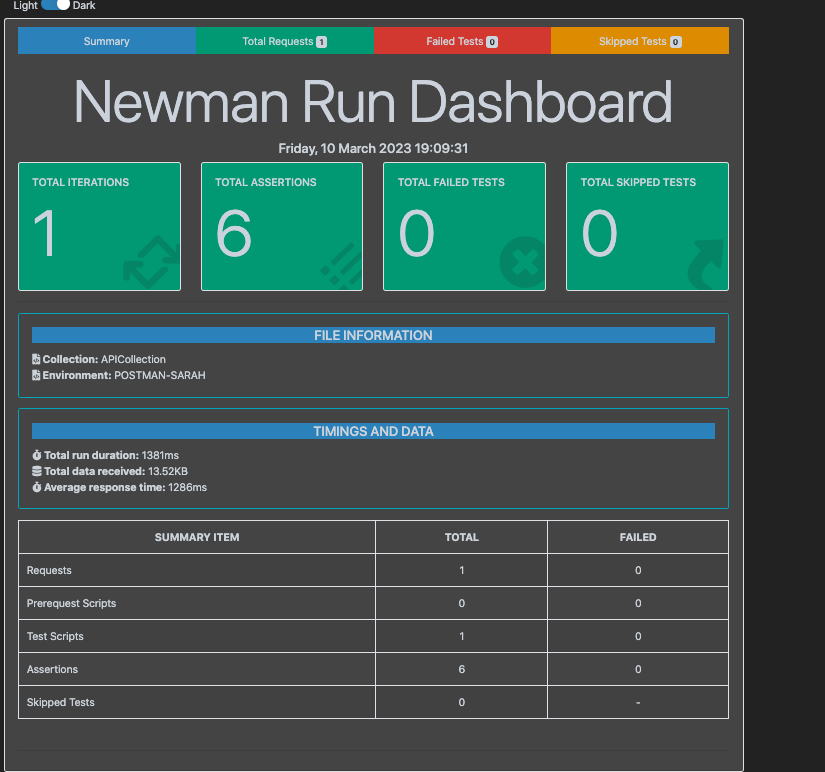 Light Dark
Summary Total Requests 1 Failed Tests 0 Skipped Tests 0
Newman Run Dashboard
Friday, 10 March 2023 19:09:31
TOTAL ITERATIONS TOTAL ASSERTIONS TOTAL FAILED TESTS TOTAL SKIPPED TESTS
1 6 0 0
FILE INFORMATION
Collection: APICollection
Environment: POSTMAN-SARAH
TIMINGS AND DATA
Total run duration: 1381ms
Total data received: 13.52KB
Average response time: 1286ms
SUMMARY ITEM TOTAL FAILED
Requests 1 0
Prerequest Scripts 0 0
Test Scripts 1 0
Assertions 6 0
Skipped Tests 0 -